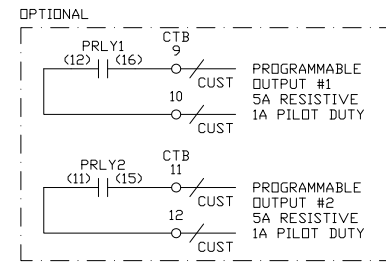 OPTIONAL
PRLY1
(12) (16)
CTB
9
CUST
10
CUST
PROGRAMMABLE
OUTPUT #1
5A RESISTIVE
1A PILOT DUTY
PRLY2
(11) (15)
CTB
11
CUST
12
CUST
PROGRAMMABLE
OUTPUT #2
5A RESISTIVE
1A PILOT DUTY